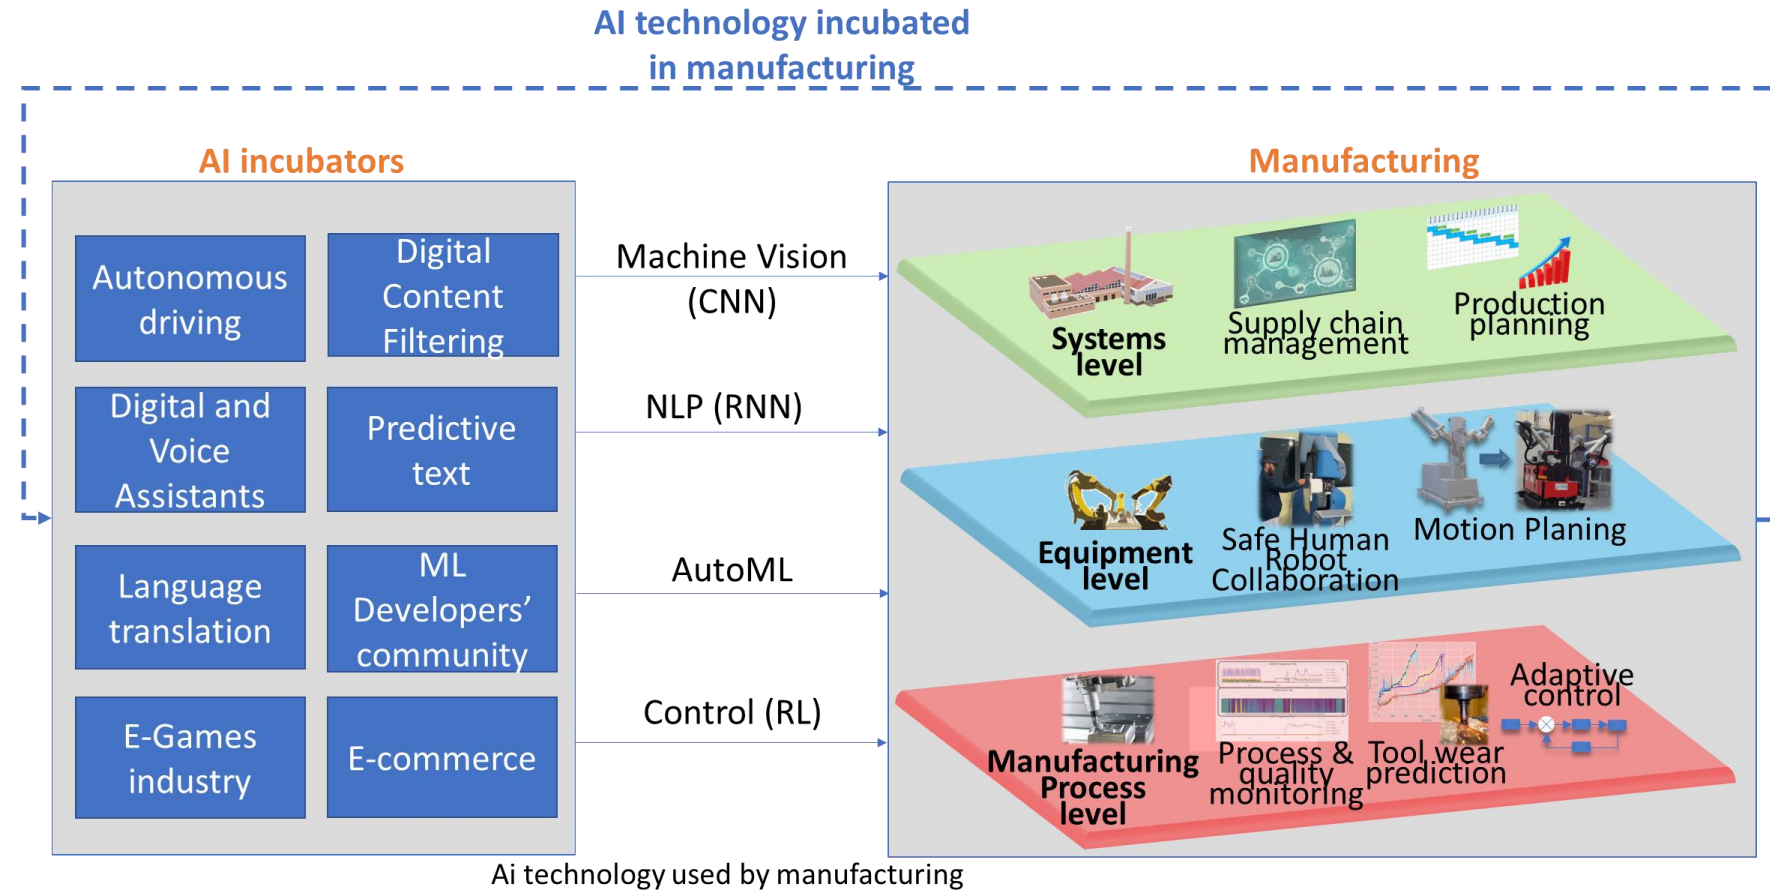 AI technology incubated
in manufacturing
AI incubators
Manufacturing
Autonomous
driving
Digital
Content
Filtering
Digital and
Voice
Assistants
Predictive
text
Language
translation
ML
Developers’
community
E-Games
industry
E-commerce
Machine Vision
(CNN)
NLP (RNN)
AutoML
Control (RL)
Systems
level
Supply chain
management
Production
planning
Equipment
level
Safe Human
Robot
Collaboration
Motion Planing
Manufacturing
Process
level
Process &
quality
monitoring
Tool wear
prediction
Adaptive
control
Ai technology used by manufacturing